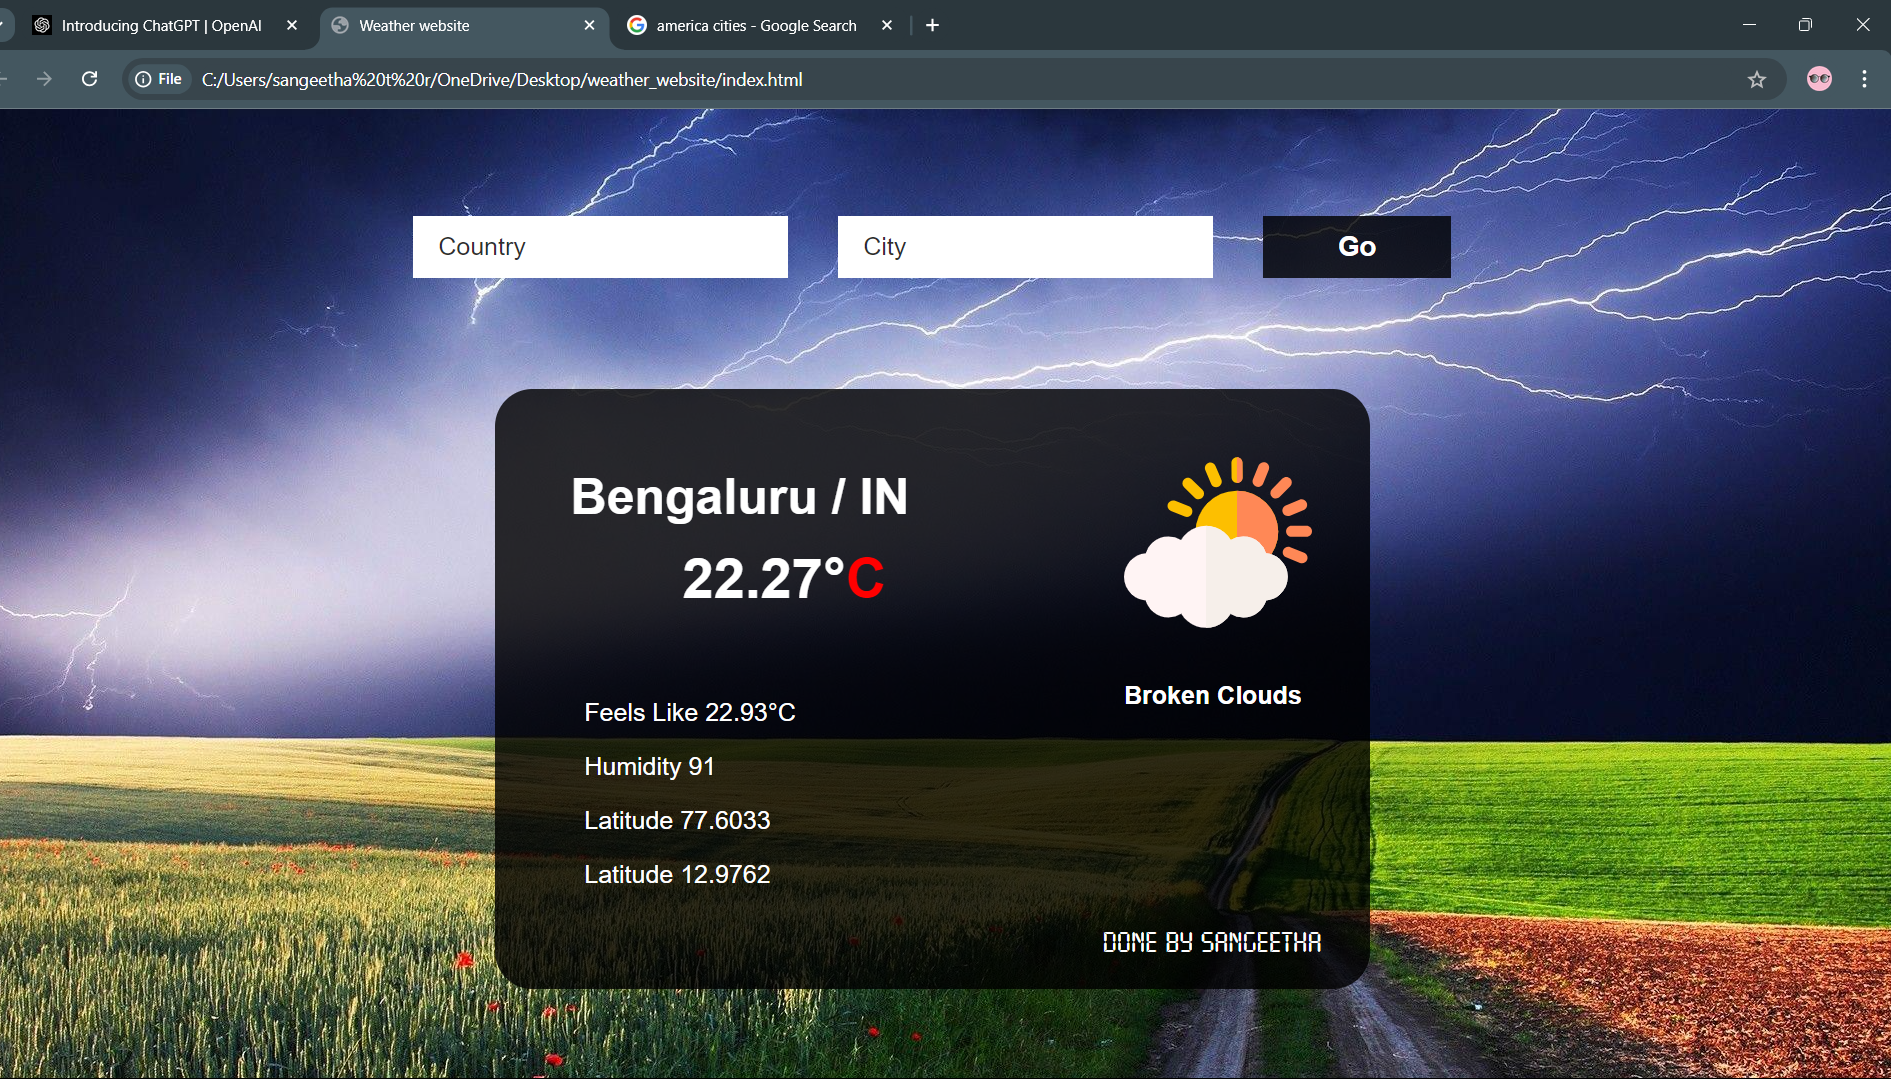 Introducing ChatGPT | OpenAI
Weather website
america cities - Google Search
File
C:/Users/sangeetha%20t%20r/OneDrive/Desktop/weather_website/index.html
Country
City
Go
Bengaluru / IN
22.27°C
Broken Clouds
Feels Like 22.93°C
Humidity 91
Latitude 77.6033
Latitude 12.9762
DONE BY SANGEETHA